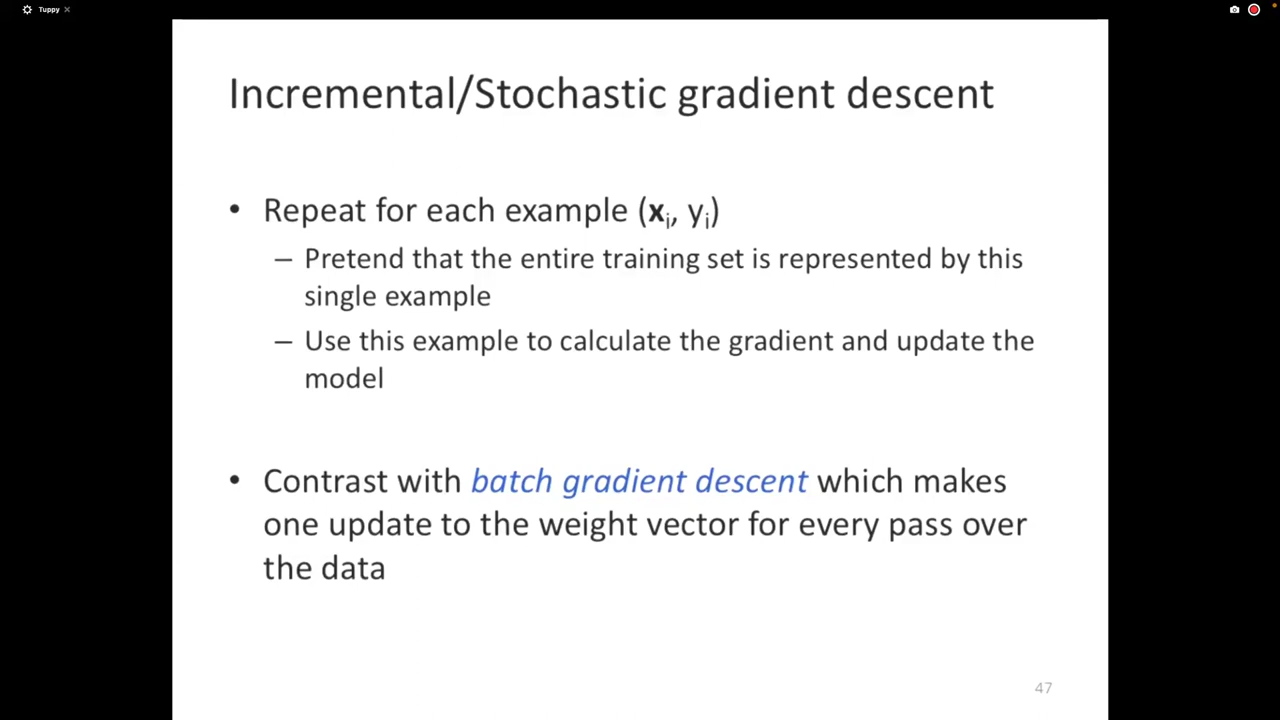 Tuppy
Incremental/Stochastic gradient descent
• Repeat for each example (xᵢ, yᵢ)
– Pretend that the entire training set is represented by this
single example
– Use this example to calculate the gradient and update the
model
• Contrast with batch gradient descent which makes
one update to the weight vector for every pass over
the data
47